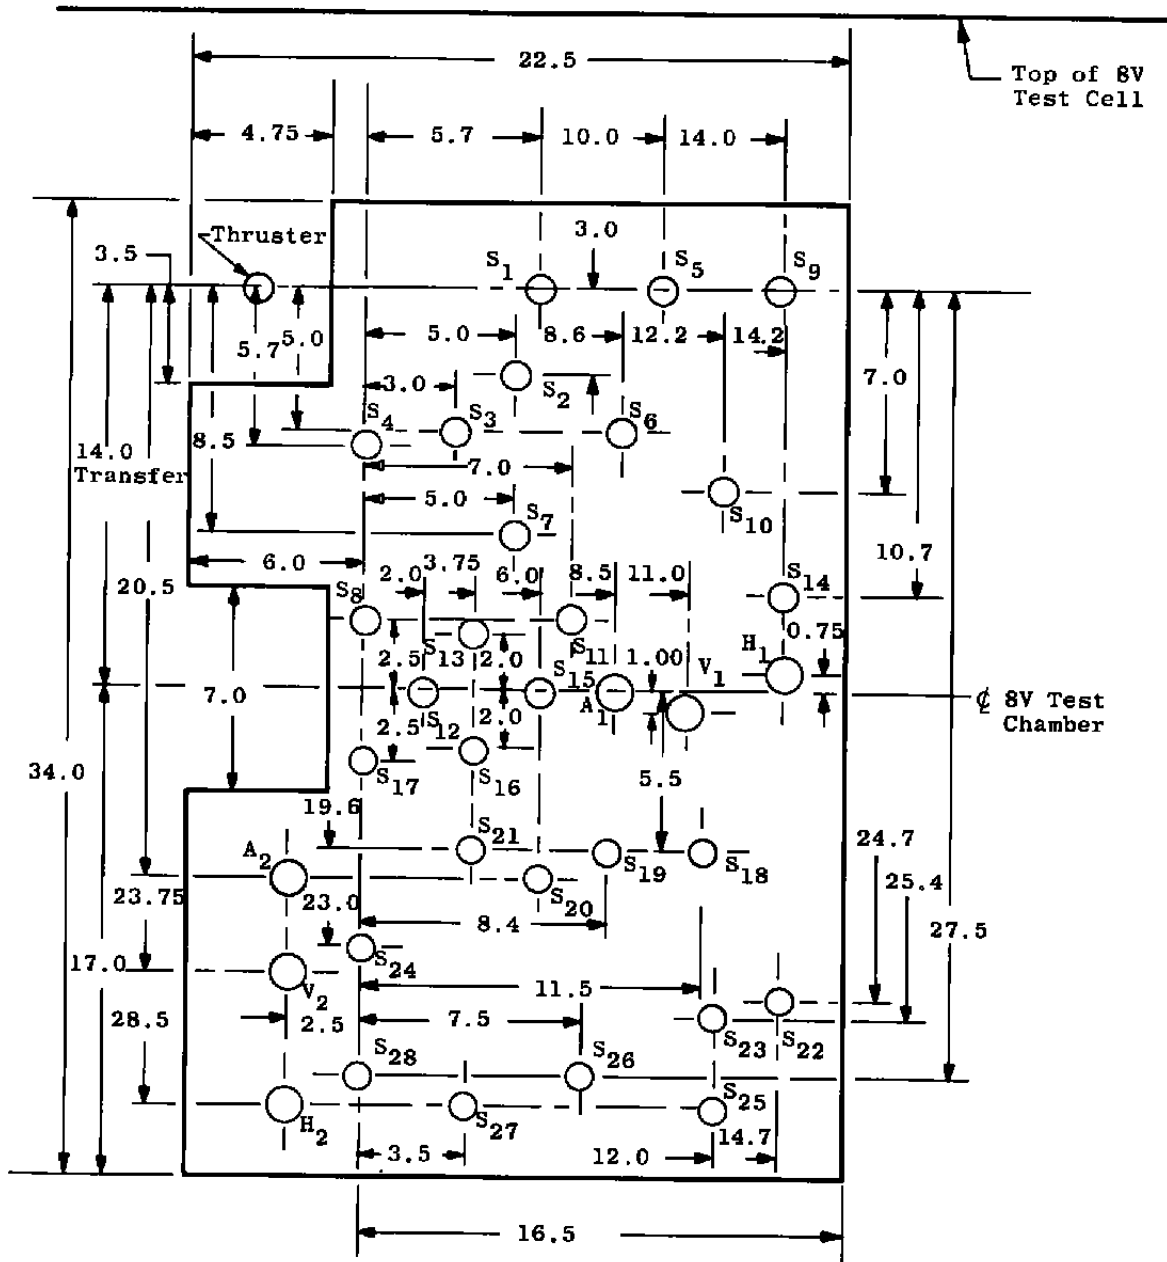 22.5
Top of 8V
Test Cell
4.75
5.7
10.0
14.0
Thruster
3.0
3.5
S1
S5
S9
5.0
5.0
8.6
12.2
14.2
5.7
3.0
S2
7.0
S4
S3
S6
14.0
Transfer
8.5
7.0
5.0
S7
S10
10.7
6.0
3.75
20.5
2.0
6.0
8.5
11.0
S14
S8
0.75
S13
S11
2.5
2.0
1.00
V1
H1
S15
7.0
A1
℄ 8V Test
Chamber
S12
2.0
2.5
34.0
S17
S16
5.5
19.6
S21
A2
S19
S18
24.7
23.75
23.0
S20
25.4
8.4
27.5
17.0
S24
V2
11.5
28.5
2.5
7.5
S23
S22
S28
S26
H2
S27
S25
14.7
3.5
12.0
16.5